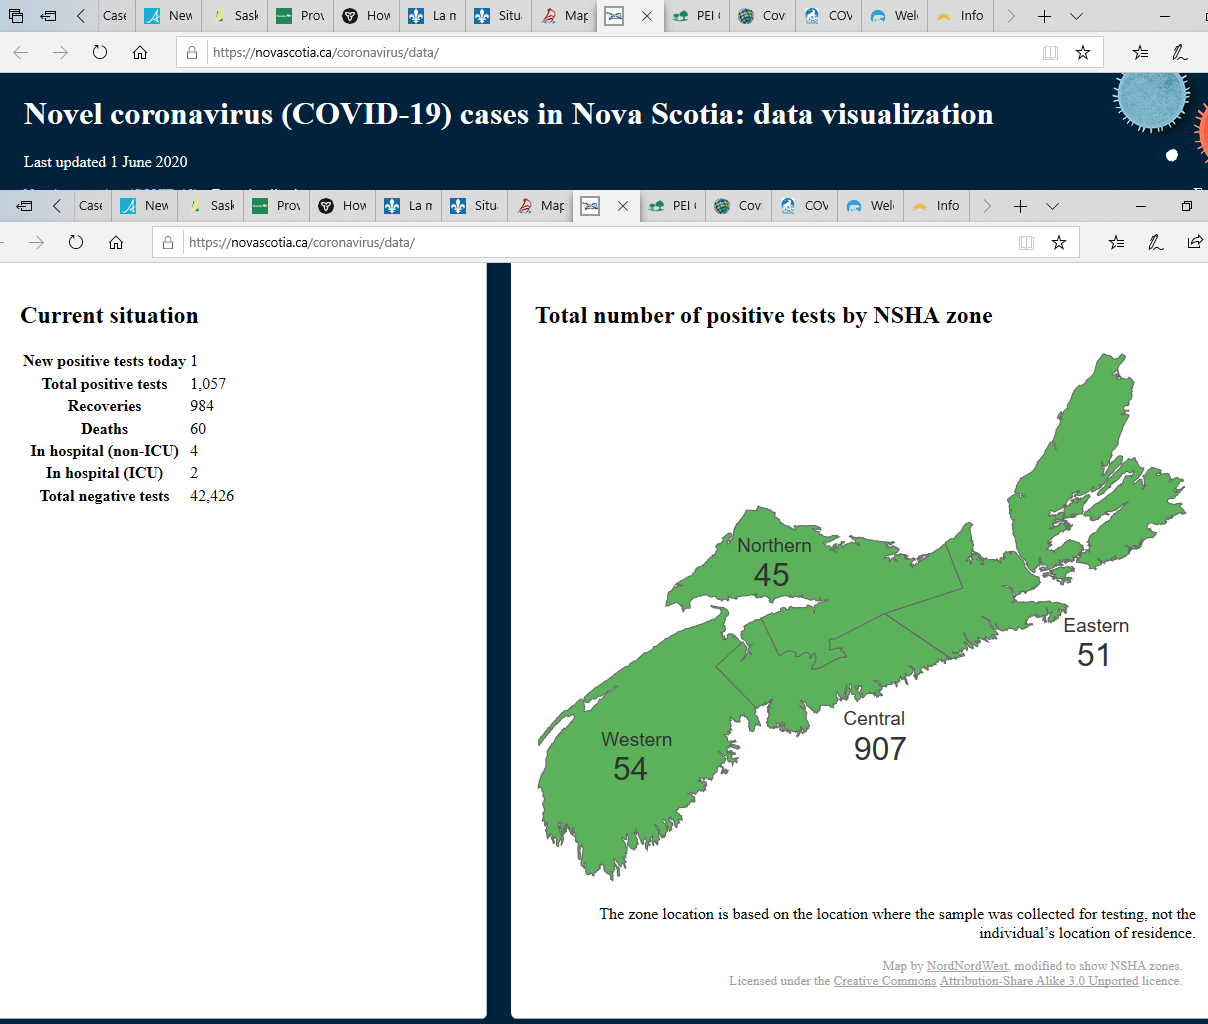 Case
New
Sask
Prov
How
La m
Situ
Map
PEI
Cov
COV
Wel
Info
https://novascotia.ca/coronavirus/data/
Novel coronavirus (COVID-19) cases in Nova Scotia: data visualization
Last updated 1 June 2020
Case
New
Sask
Prov
How
La m
Situ
Map
PEI
Cov
COV
Wel
Info
https://novascotia.ca/coronavirus/data/
Current situation
New positive tests today 1
Total positive tests 1,057
Recoveries 984
Deaths 60
In hospital (non-ICU) 4
In hospital (ICU) 2
Total negative tests 42,426
Total number of positive tests by NSHA zone
Northern
45
Eastern
51
Central
907
Western
54
The zone location is based on the location where the sample was collected for testing, not the
individual's location of residence.
Map by NordNordWest, modified to show NSHA zones.
Licensed under the Creative Commons Attribution-Share Alike 3.0 Unported licence.